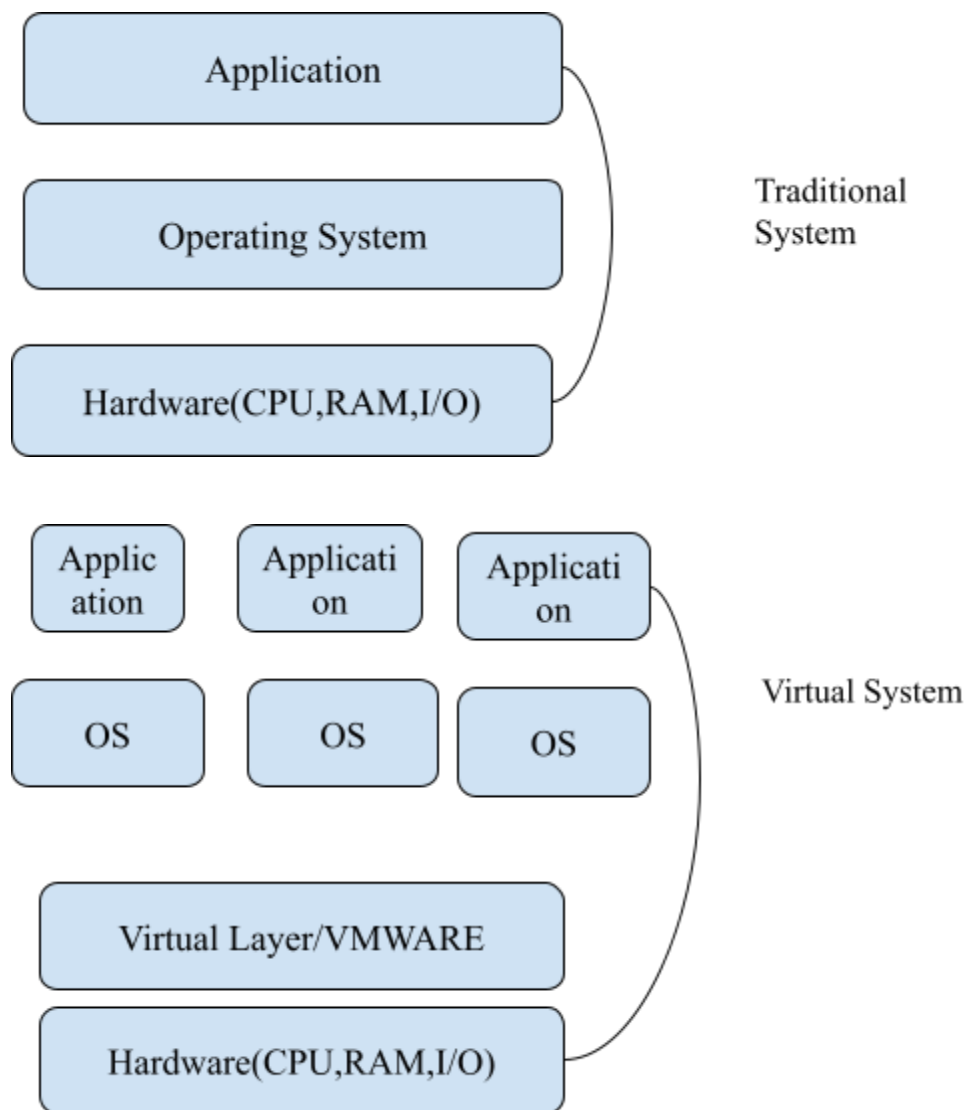 Application
Traditional
System
Operating System
Hardware(CPU,RAM,I/O)
Applic
ation
Applicati
on
Applicati
on
Virtual System
OS
OS
OS
Virtual Layer/VMWARE
Hardware(CPU,RAM,I/O)